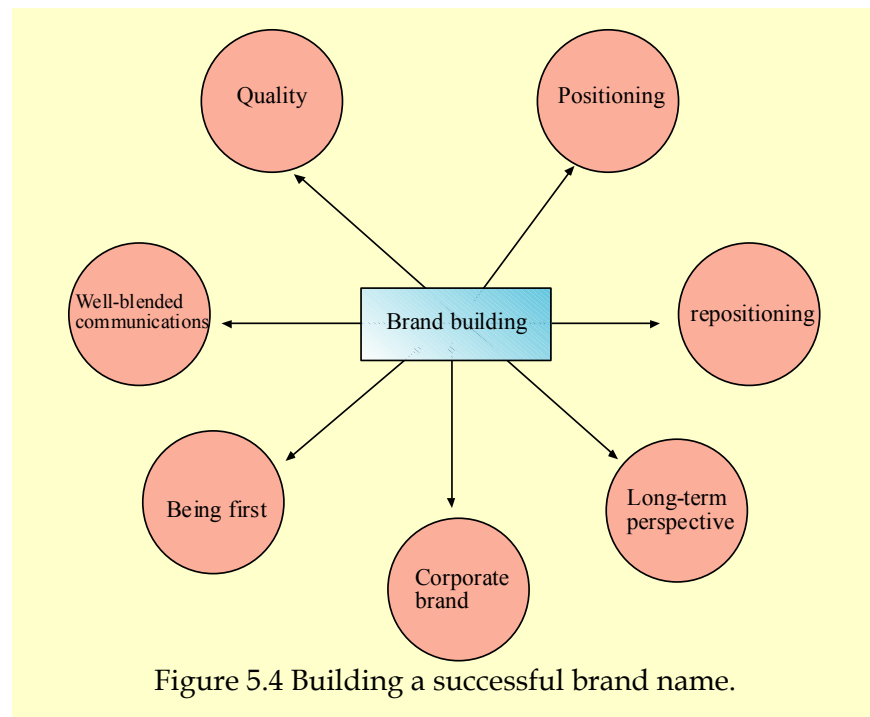 Quality
Positioning
Well-blended
communications
Brand building
repositioning
Being first
Long-term
perspective
Corporate
brand
Figure 5.4 Building a successful brand name.